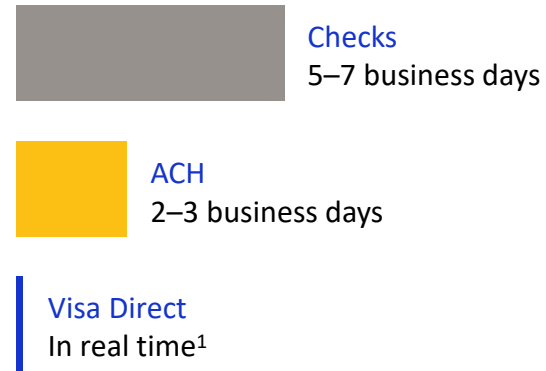 Checks
5–7 business days
ACH
2–3 business days
Visa Direct
In real time¹